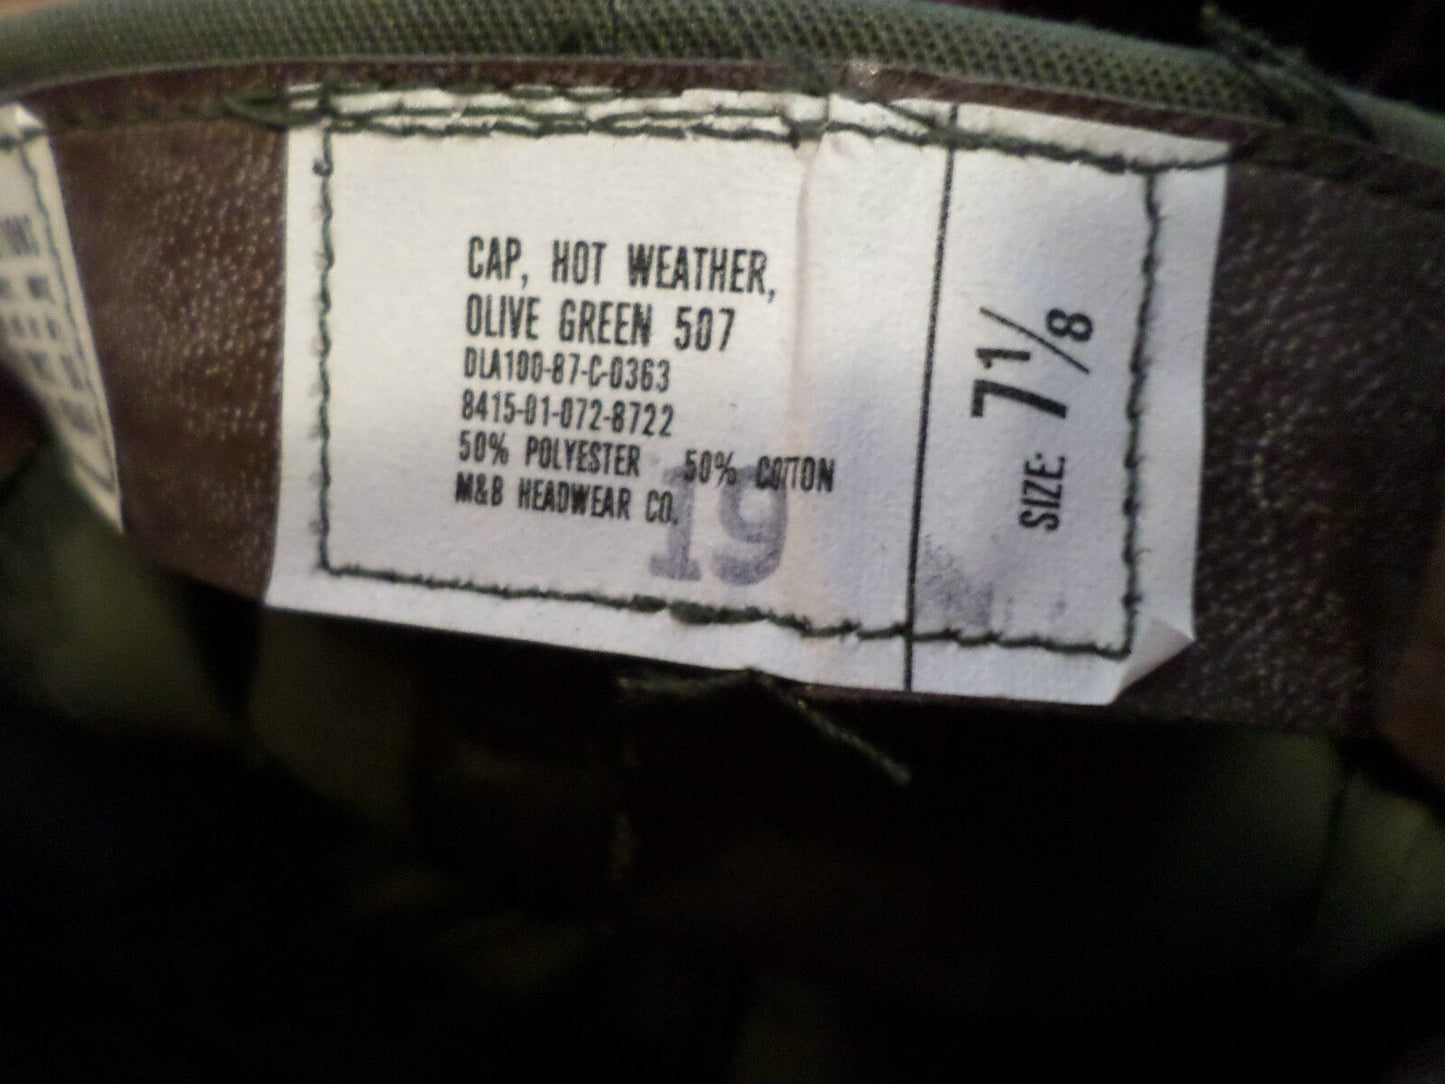 CAP, HOT WEATHER,
OLIVE GREEN 507
DLA100-87-C-0363
8415-01-072-8722
50% POLYESTER 50% COTTON
M&B HEADWEAR CO.
19
SIZE: 7 1/8